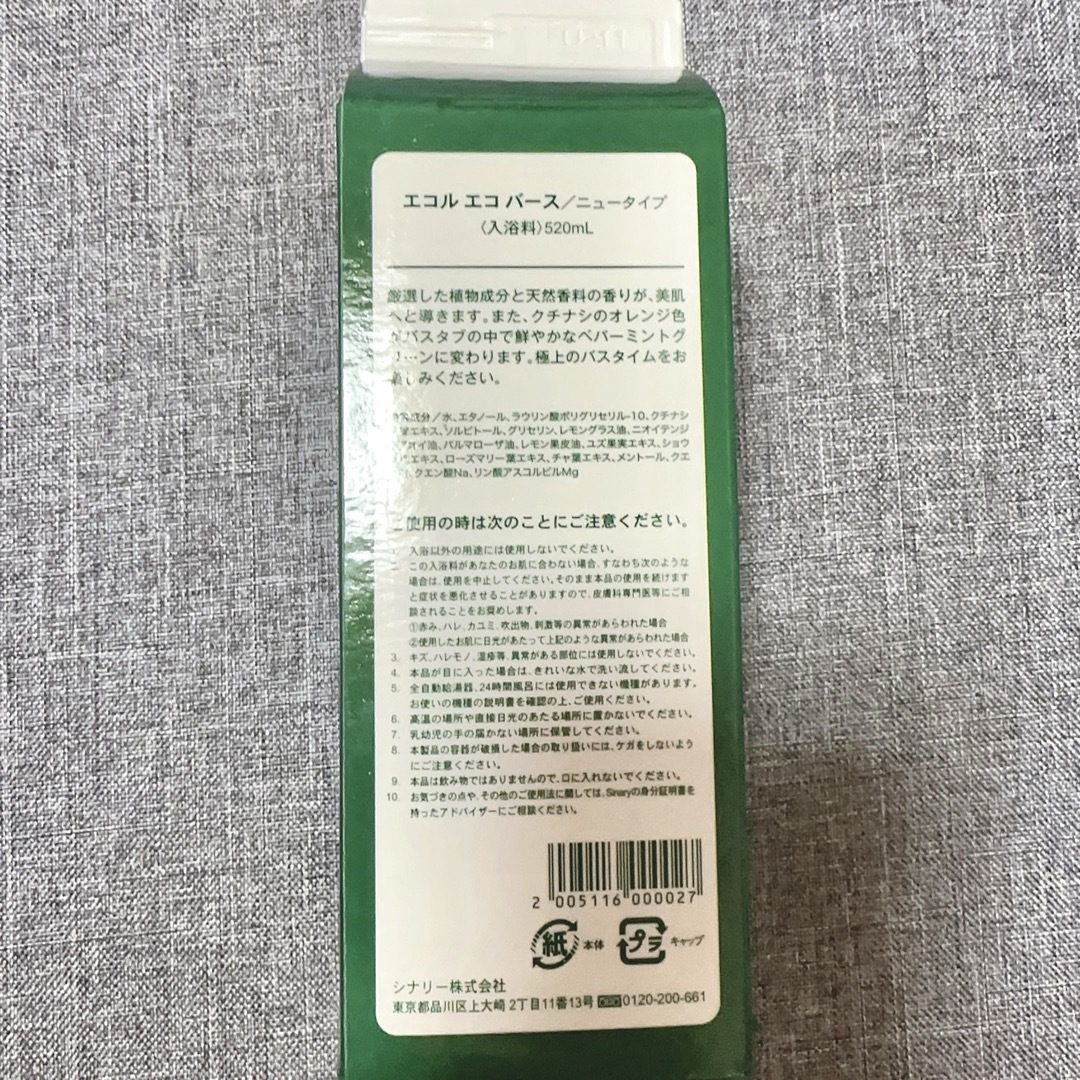 エコル エコ バース／ニュータイプ
〈入浴料〉520mL
厳選した植物成分と天然香料の香りが、美肌
へと導きます。また、クチナシのオレンジ色
がバスタブの中で鮮やかなペパーミントグ
ーンに変わります。極上のバスタイムをお
しみください。
成分／水、エタノール、ラウリン酸ポリグリセリル-10、クチナシ
葉エキス、ソルビトール、グリセリン、レモングラス油、ニオイテンジ
アオイ油、パルマローザ油、レモン果皮油、ユズ果実エキス、ショウ
エキス、ローズマリー葉エキス、チャ葉エキス、メントール、クエ
クエン酸Na、リン酸アスコルビルMg
ご使用の時は次のことにご注意ください。
入浴以外の用途には使用しないでください。
この入浴料があなたのお肌に合わない場合、すなわち次のような
場合は、使用を中止してください。そのまま本品の使用を続けます
と症状を悪化させることがありますので、皮膚科専門医等にご相
談されることをお奨めします。
①赤み、ハレ、カユミ、吹出物、刺激等の異常があらわれた場合
②使用したお肌に日光があたって上記のような異常があらわれた場合
3. キズ、ハレモノ、湿疹等、異常がある部位には使用しないでください。
4. 本品が目に入った場合は、きれいな水で洗い流してください。
5. 全自動給湯器、24時間風呂には使用できない機種があります。
お使いの機種の説明書を確認の上、ご使用ください。
6. 高温の場所や直接日光のあたる場所に置かないでください。
7. 乳幼児の手の届かない場所に保管してください。
8. 本製品の容器が破損した場合の取り扱いには、ケガをしないよう
にご注意ください。
9. 本品は飲み物ではありませんので、口に入れないでください。
10. お気づきの点や、その他のご使用法に関しては、Sinaryの身分証明書を
持ったアドバイザーにご相談ください。
2 005116 000027
紙 本体 プラ キャップ
シナリー株式会社
東京都品川区上大崎 2丁目11番13号 0120-200-661